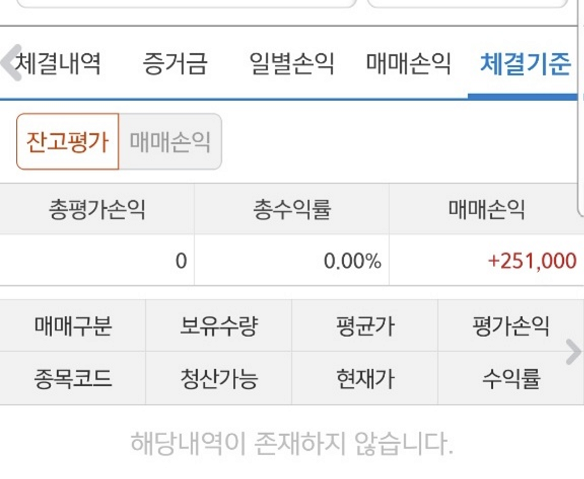 체결내역 증거금 일별손익 매매손익 체결기준
잔고평가 매매손익
총평가손익 총수익률 매매손익
0 0.00% +251,000
매매구분 보유수량 평균가 평가손익
종목코드 청산가능 현재가 수익률
해당내역이 존재하지 않습니다.